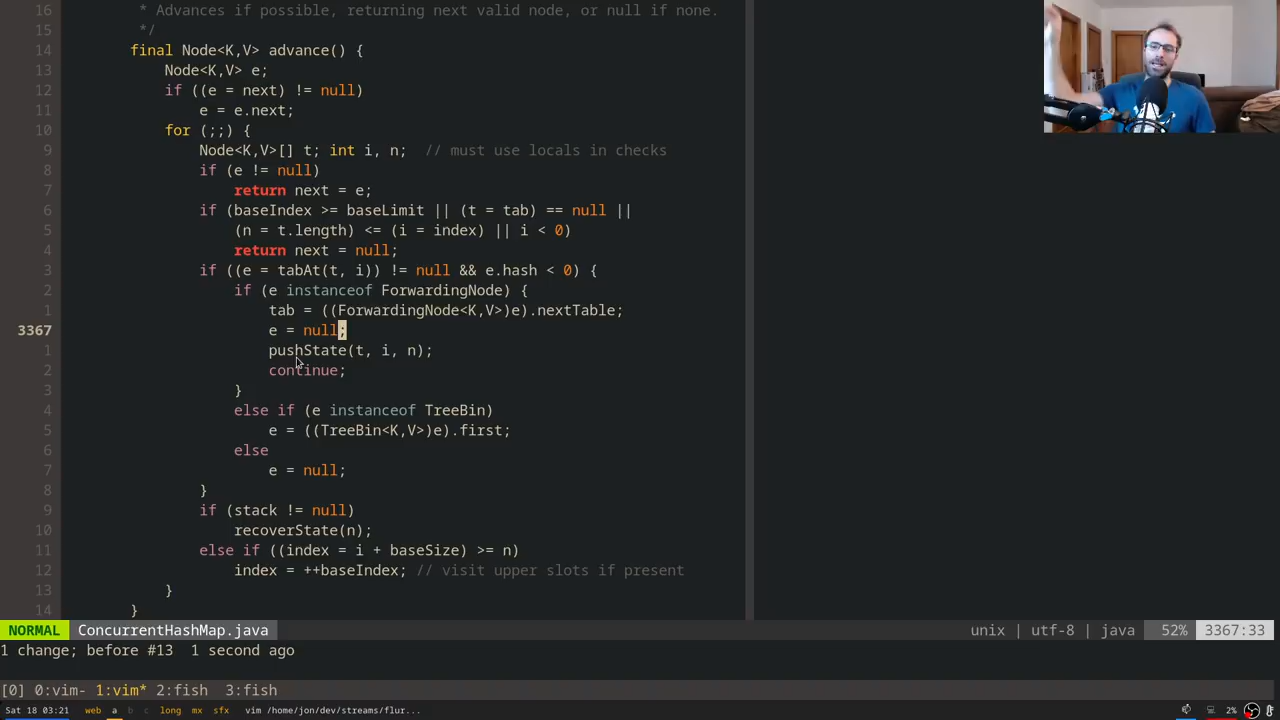 16 * Advances if possible, returning next valid node, or null if none.
15 */
14 final Node<K,V> advance() {
13 Node<K,V> e;
12 if ((e = next) != null)
11 e = e.next;
10 for (;;) {
9 Node<K,V>[] t; int i, n;  // must use locals in checks
8 if (e != null)
7 return next = e;
6 if (baseIndex >= baseLimit || (t = tab) == null ||
5 (n = t.length) <= (i = index) || i < 0)
4 return next = null;
3 if ((e = tabAt(t, i)) != null && e.hash < 0) {
2 if (e instanceof ForwardingNode) {
1 tab = ((ForwardingNode<K,V>)e).nextTable;
3367 e = null;
1 pushState(t, i, n);
2 continue;
3 }
4 else if (e instanceof TreeBin)
5 e = ((TreeBin<K,V>)e).first;
6 else
7 e = null;
8 }
9 if (stack != null)
10 recoverState(n);
11 else if ((index = i + baseSize) >= n)
12 index = ++baseIndex; // visit upper slots if present
13 }
14 }
NORMAL ConcurrentHashMap.java unix | utf-8 | java 52% 3367:33
1 change; before #13  1 second ago
[0] 0:vim- 1:vim* 2:fish  3:fish
Sat 18 03:21 web a b c long mx sfx vim /home/jon/dev/streams/flur... 2%